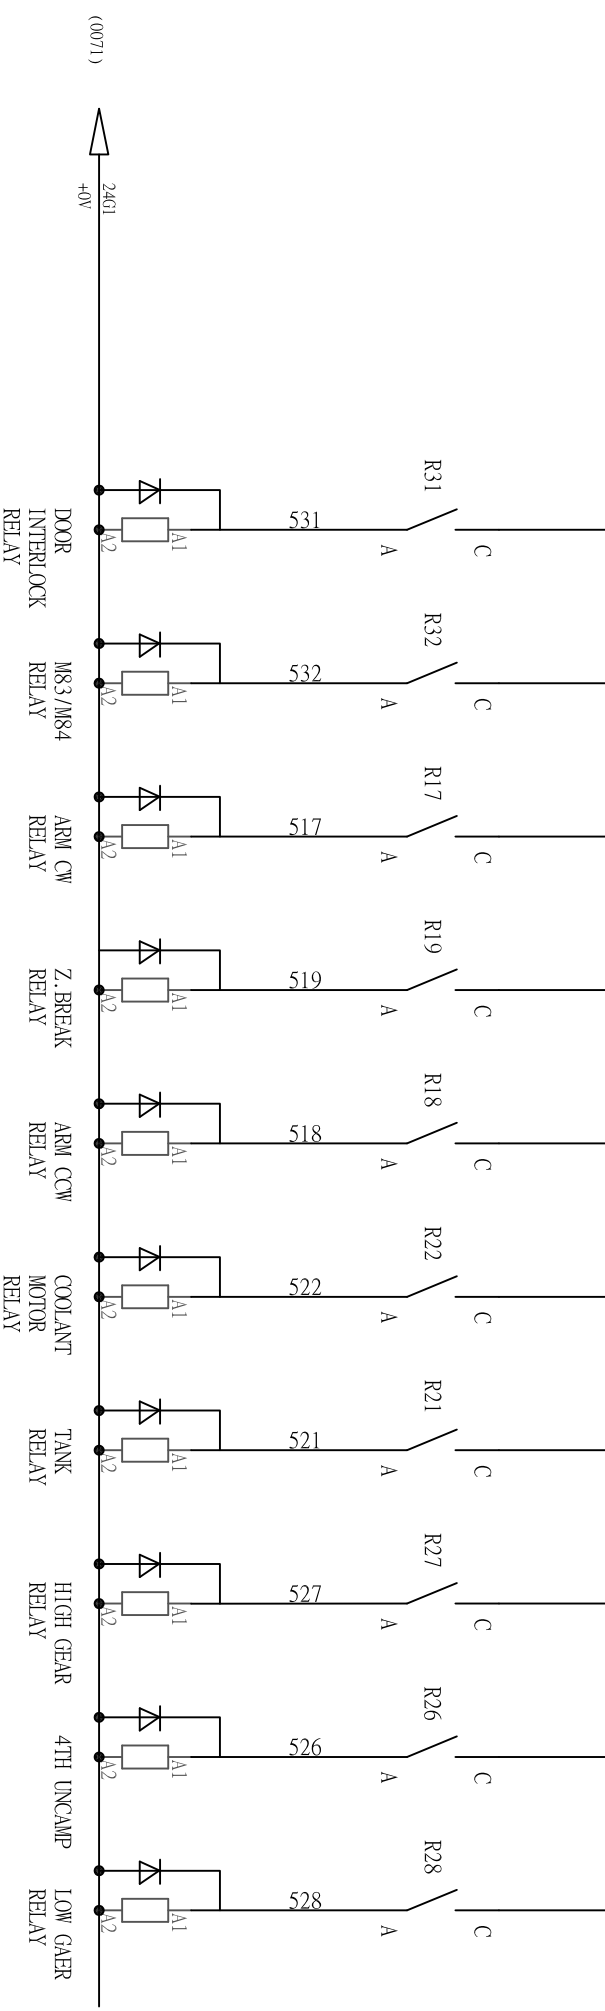 (0071)
24G1
+0V
R31
C
A
531
A1
A2
DOOR
INTERLOCK
RELAY
R32
C
A
532
A1
A2
M83/M84
RELAY
R17
C
A
517
A1
A2
ARM CW
RELAY
R19
C
A
519
A1
A2
Z.BREAK
RELAY
R18
C
A
518
A1
A2
ARM CCW
RELAY
R22
C
A
522
A1
A2
COOLANT
MOTOR
RELAY
R21
C
A
521
A1
A2
TANK
RELAY
R27
C
A
527
A1
A2
HIGH GEAR
RELAY
R26
C
A
526
A1
A2
4TH UNCAMP
R28
C
A
528
A1
A2
LOW GAER
RELAY